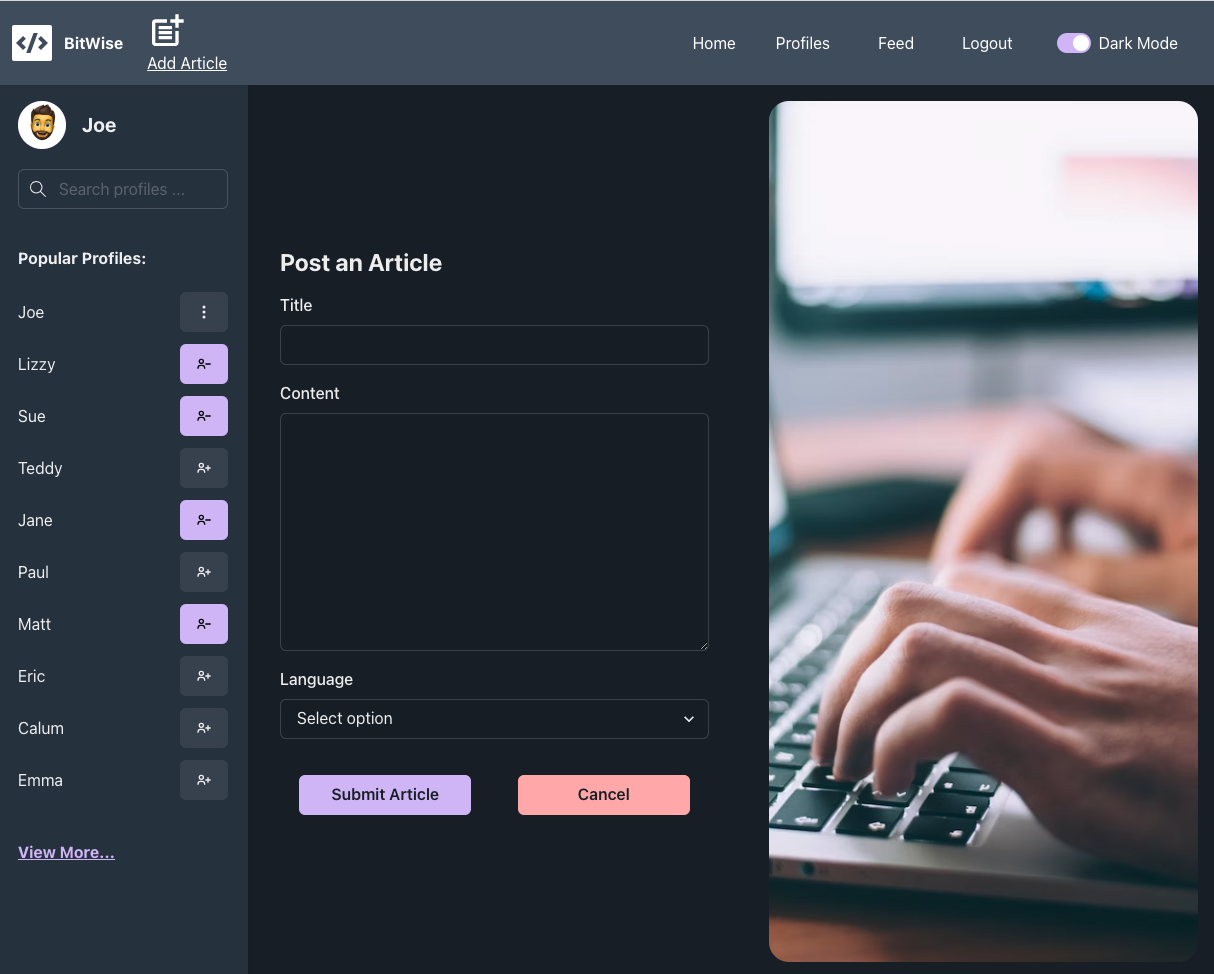 </> BitWise
Add Article
Home Profiles Feed Logout Dark Mode
Joe
Search profiles ...
Popular Profiles:
Joe
Lizzy
Sue
Teddy
Jane
Paul
Matt
Eric
Calum
Emma
View More...
Post an Article
Title
Content
Language
Select option
Submit Article Cancel